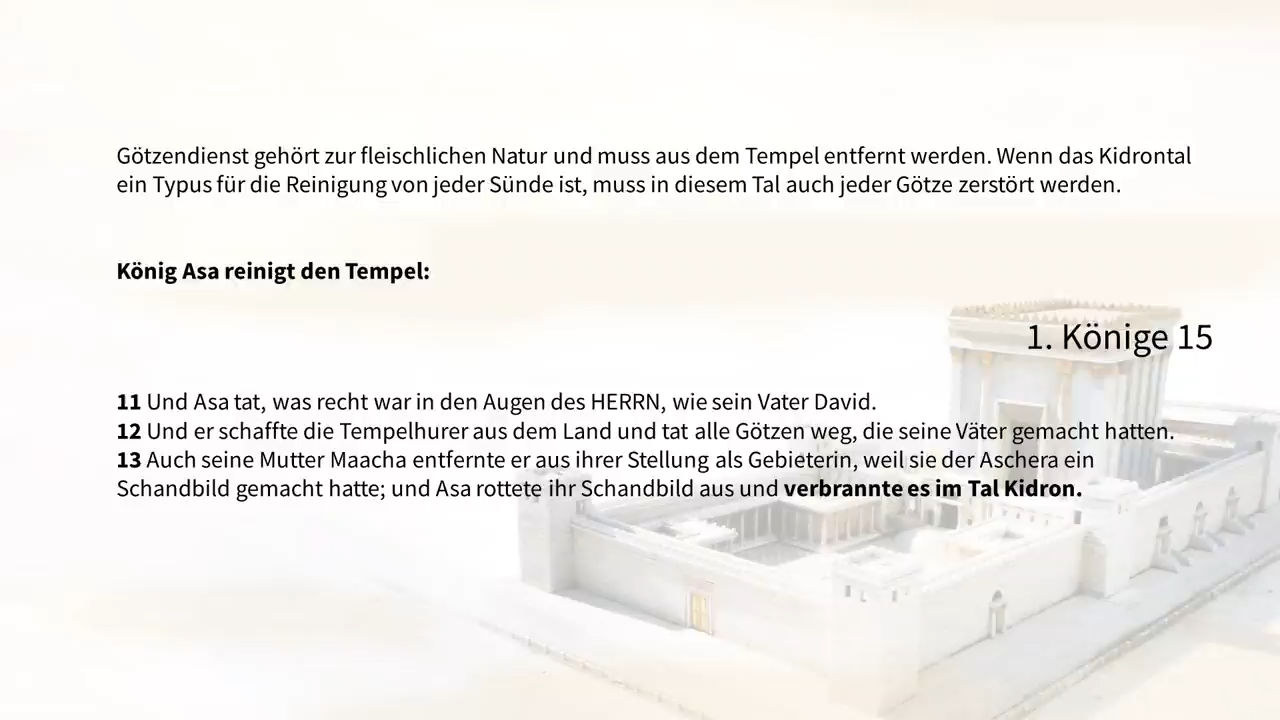 Götzendienst gehört zur fleischlichen Natur und muss aus dem Tempel entfernt werden. Wenn das Kidrontal
ein Typus für die Reinigung von jeder Sünde ist, muss in diesem Tal auch jeder Götze zerstört werden.
König Asa reinigt den Tempel:
1. Könige 15
11 Und Asa tat, was recht war in den Augen des HERRN, wie sein Vater David.
12 Und er schaffte die Tempelhurer aus dem Land und tat alle Götzen weg, die seine Väter gemacht hatten.
13 Auch seine Mutter Maacha entfernte er aus ihrer Stellung als Gebieterin, weil sie der Aschera ein
Schandbild gemacht hatte; und Asa rottete ihr Schandbild aus und verbrannte es im Tal Kidron.